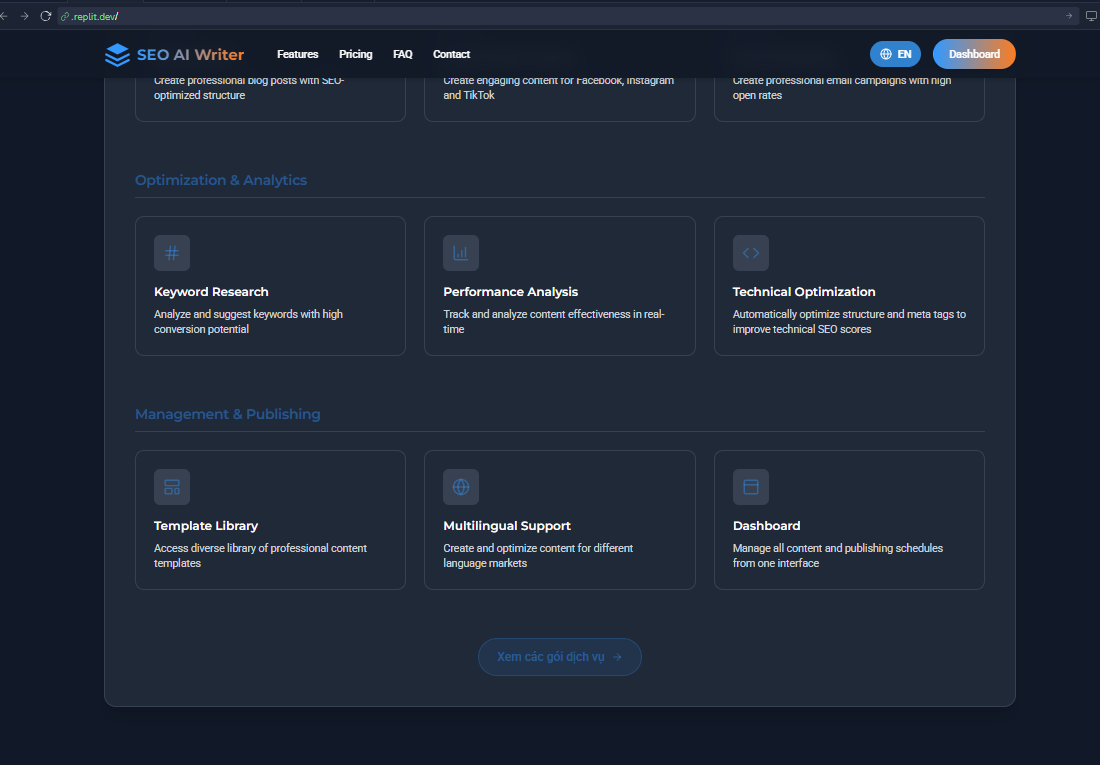 .replit.dev/
SEO AI Writer
Features
Pricing
FAQ
Contact
EN
Dashboard
Create professional blog posts with SEO-
optimized structure
Create engaging content for Facebook, Instagram
and TikTok
Create professional email campaigns with high
open rates
Optimization & Analytics
Keyword Research
Analyze and suggest keywords with high
conversion potential
Performance Analysis
Track and analyze content effectiveness in real-
time
Technical Optimization
Automatically optimize structure and meta tags to
improve technical SEO scores
Management & Publishing
Template Library
Access diverse library of professional content
templates
Multilingual Support
Create and optimize content for different
language markets
Dashboard
Manage all content and publishing schedules
from one interface
Xem các gói dịch vụ →